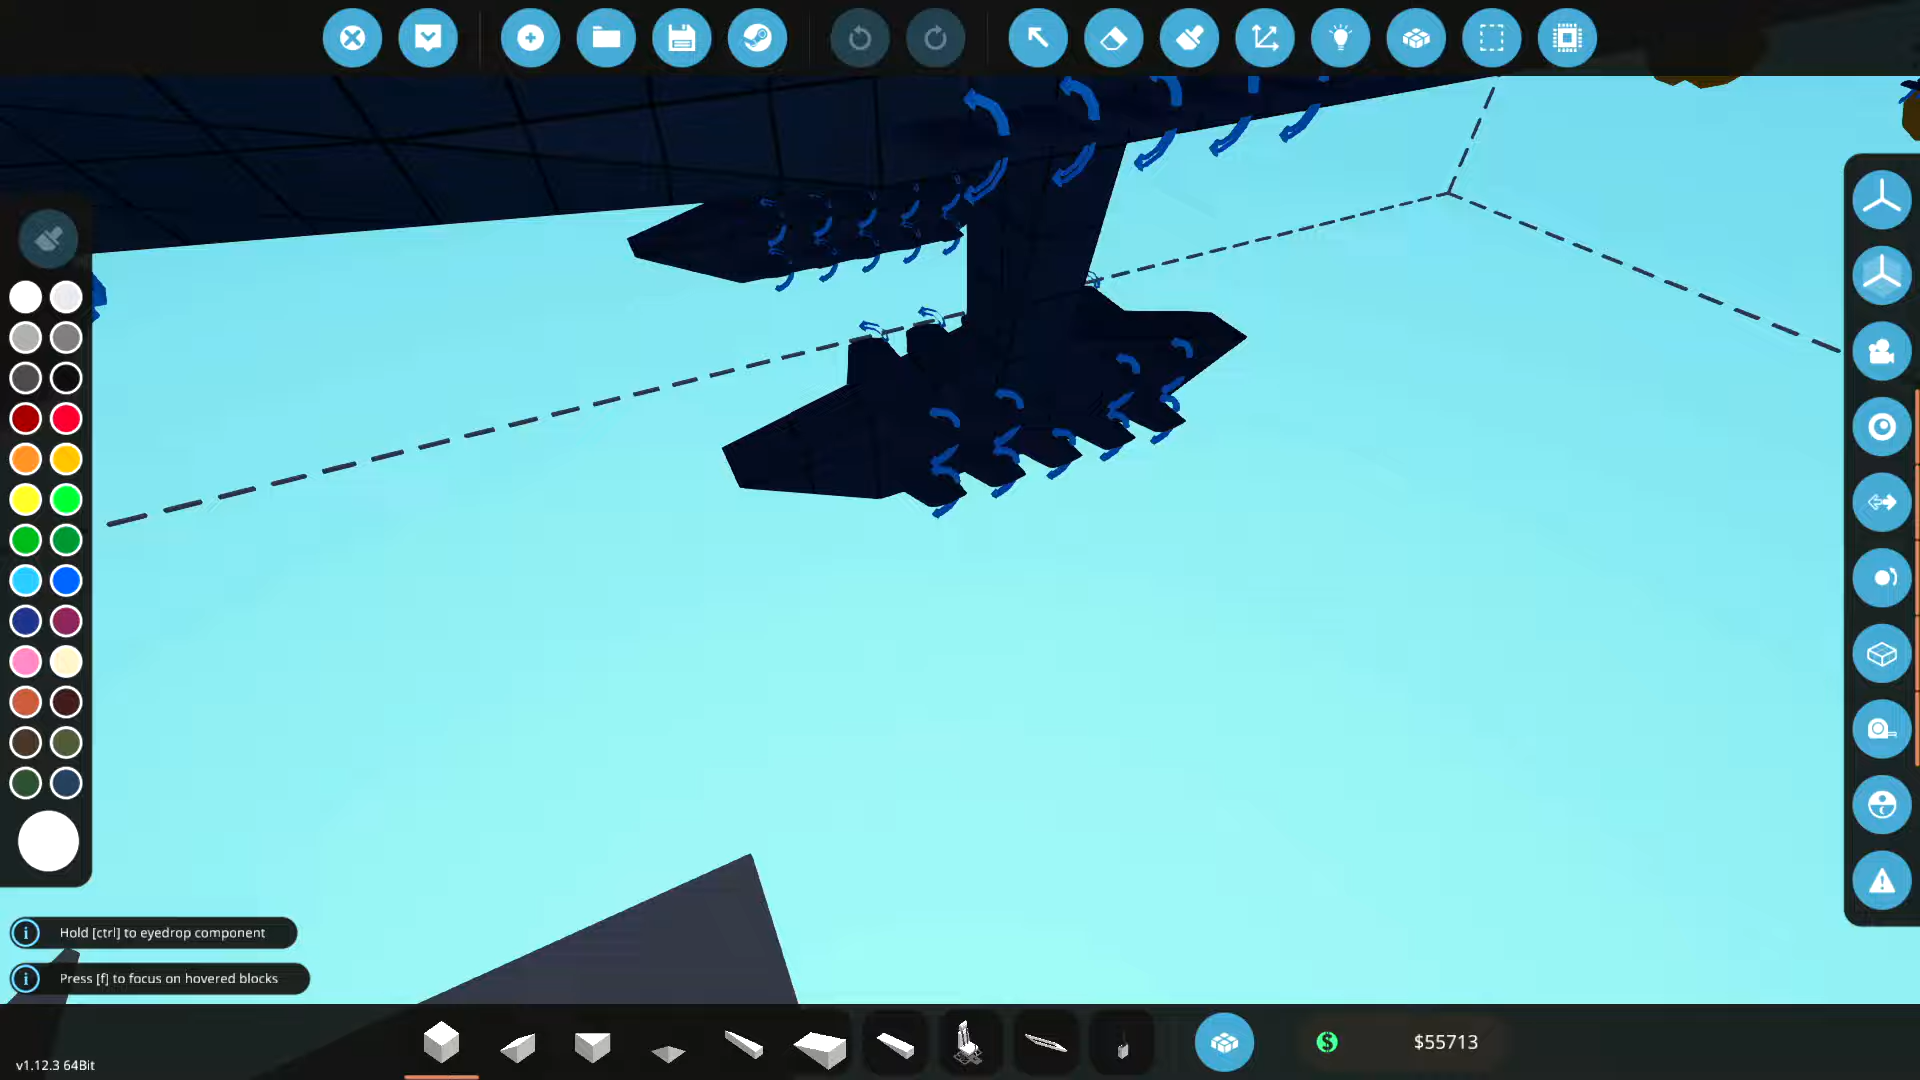 Hold [ctrl] to eyedrop component
Press [f] to focus on hovered blocks
$ $55713
v1.12.3 64Bit